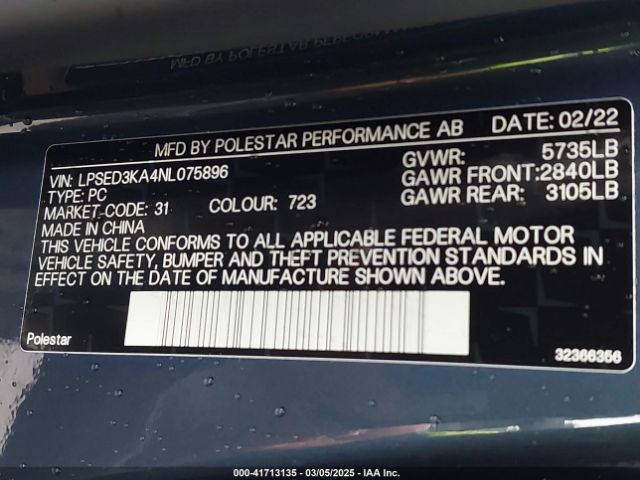 MFD BY POLESTAR PERFORMANCE AB DATE: 02/22
VIN: LPSED3KA4NL075896 GVWR: 5735LB
TYPE: PC GAWR FRONT: 2840LB
MARKET CODE: 31 COLOUR: 723 GAWR REAR: 3105LB
MADE IN CHINA
THIS VEHICLE CONFORMS TO ALL APPLICABLE FEDERAL MOTOR
VEHICLE SAFETY, BUMPER AND THEFT PREVENTION STANDARDS IN
EFFECT ON THE DATE OF MANUFACTURE SHOWN ABOVE.
Polestar 32366356
000-41713135 - 03/05/2025 - IAA Inc.